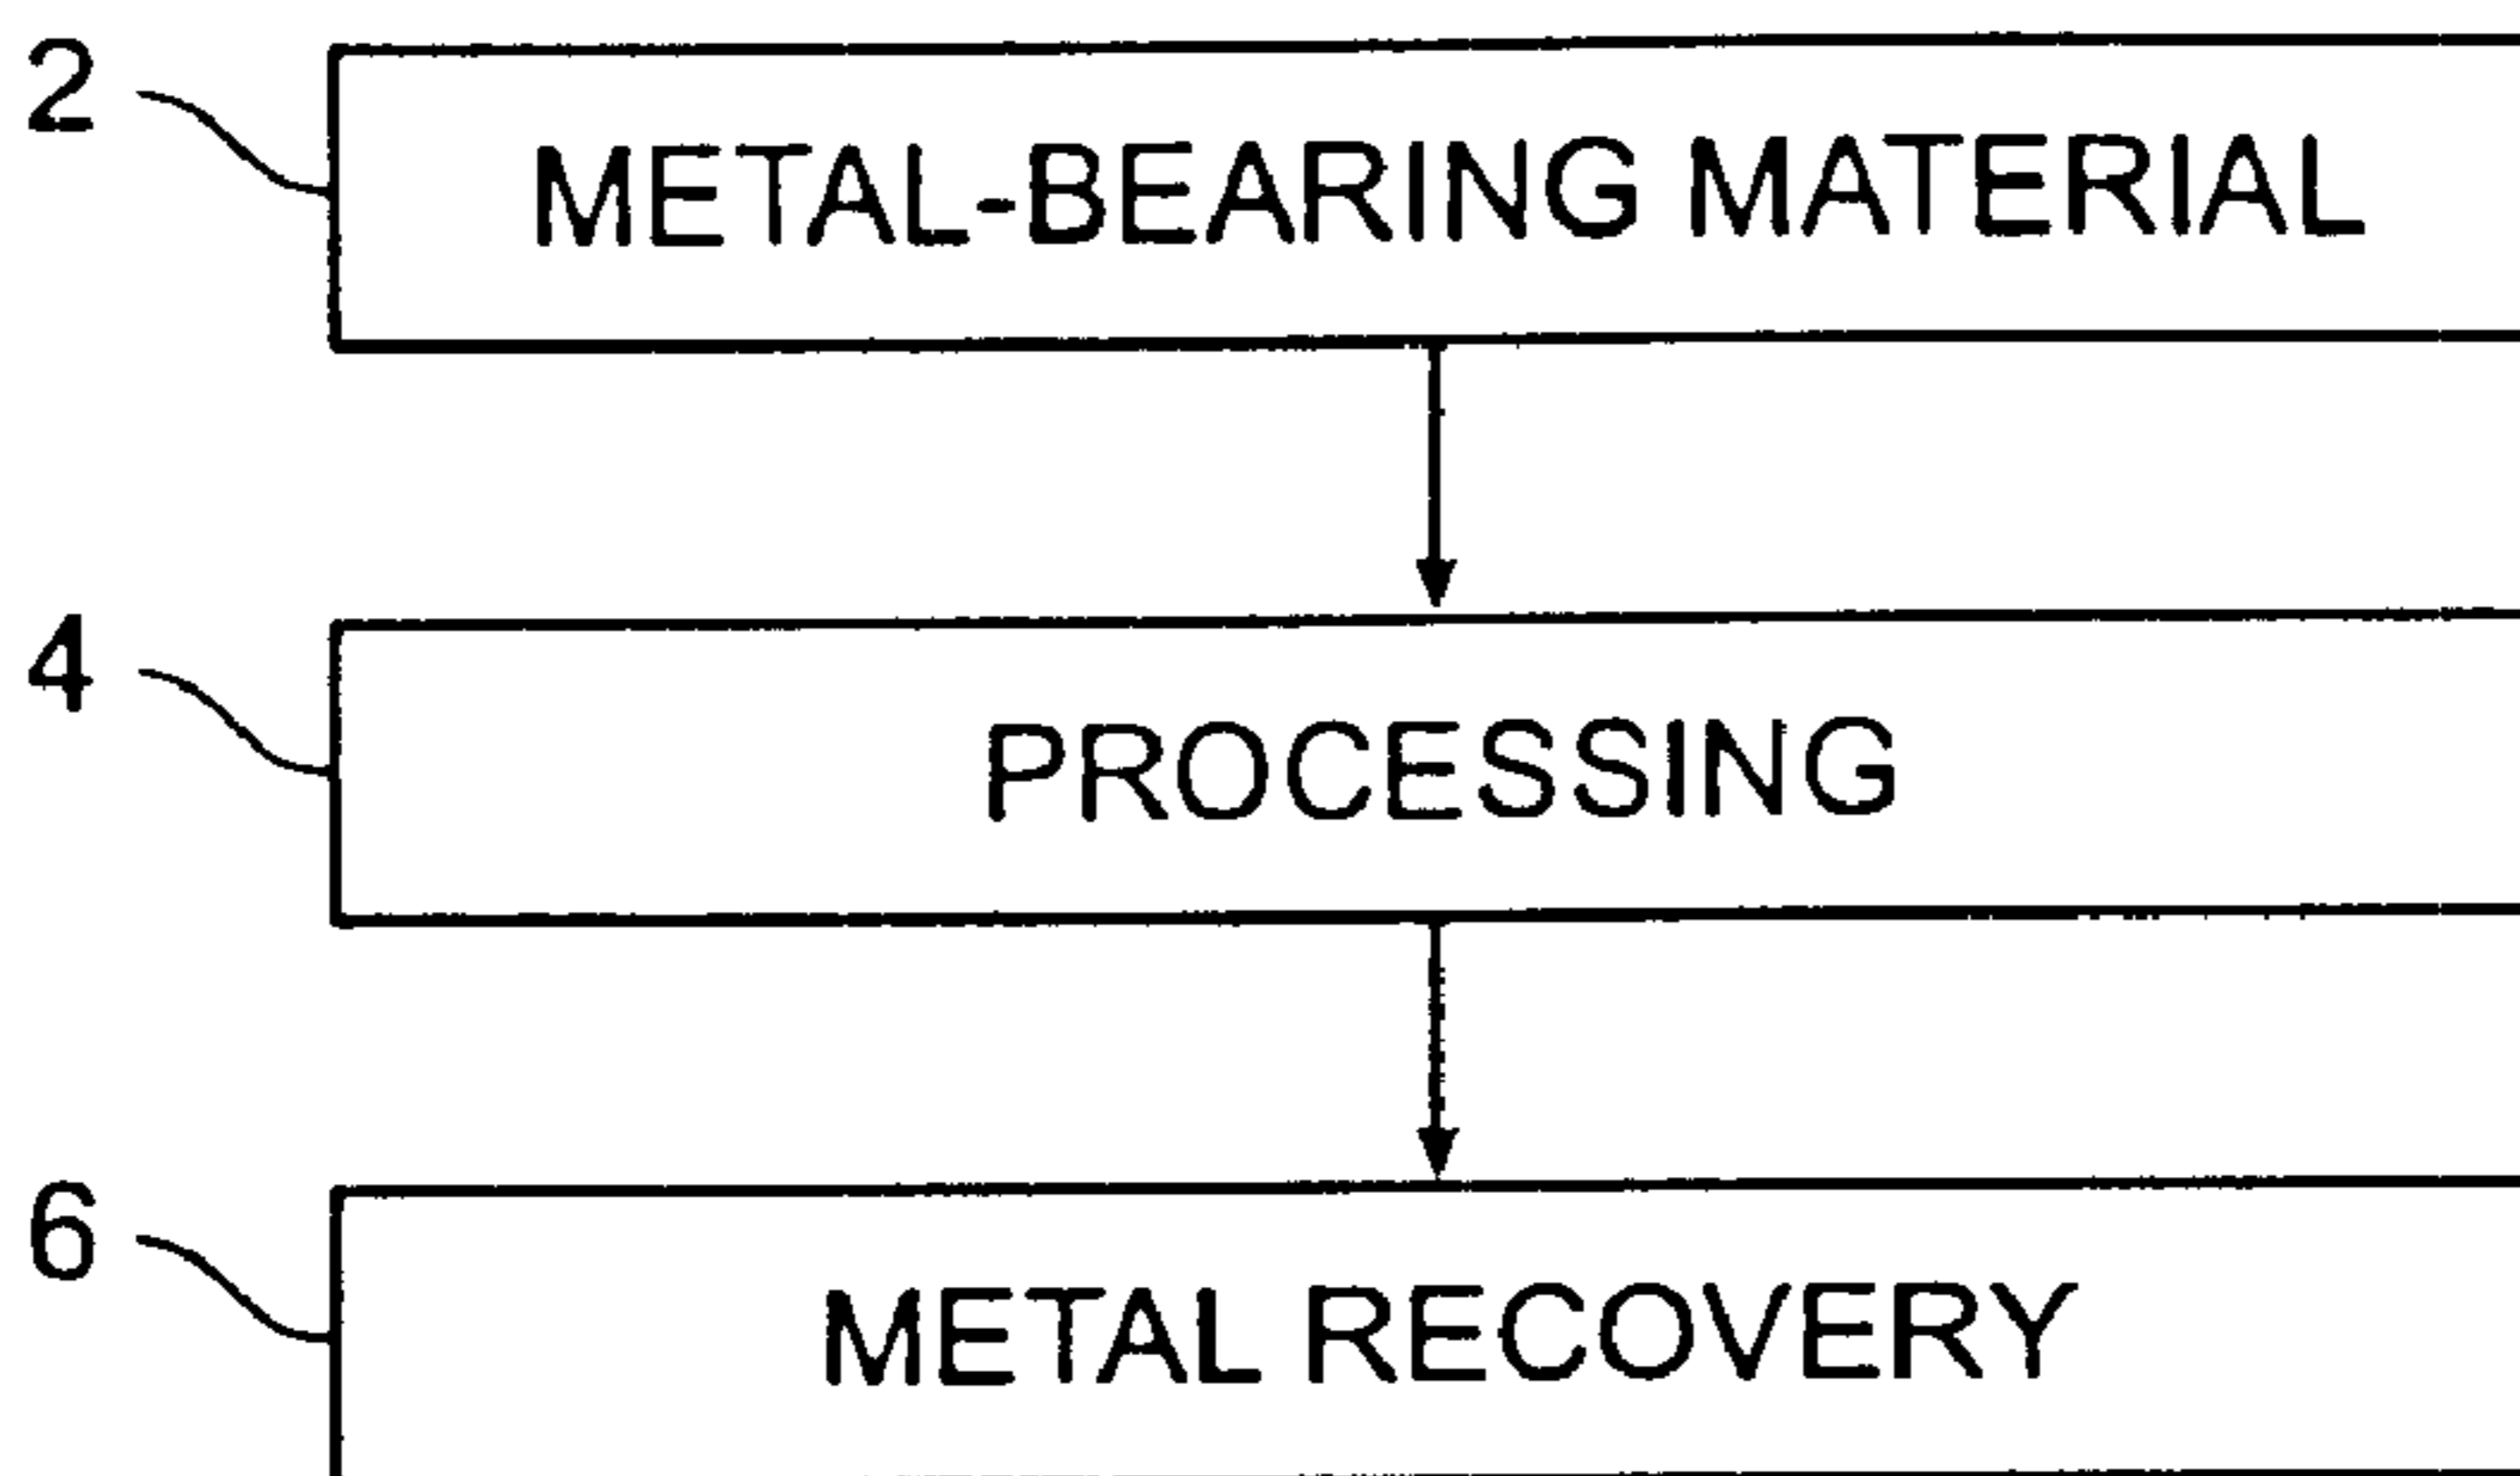 2
METAL-BEARING MATERIAL
4
PROCESSING
6
METAL RECOVERY